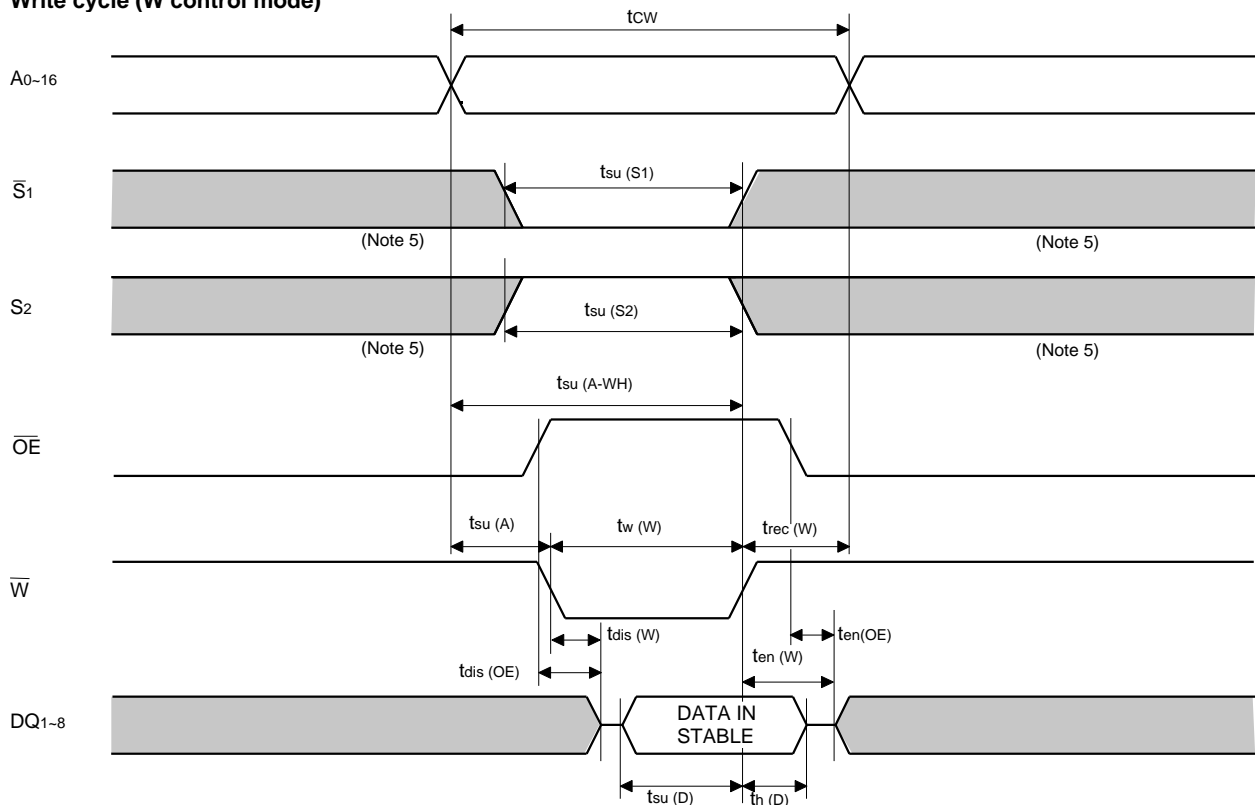 Write cycle (W control mode)
tCW
A0~16
S1
tsu (S1)
(Note 5)
(Note 5)
S2
tsu (S2)
(Note 5)
(Note 5)
tsu (A-WH)
OE
tsu (A)
tw (W)
trec (W)
W
tdis (W)
ten(OE)
tdis (OE)
ten (W)
DQ1~8
DATA IN
STABLE
tsu (D)
th (D)